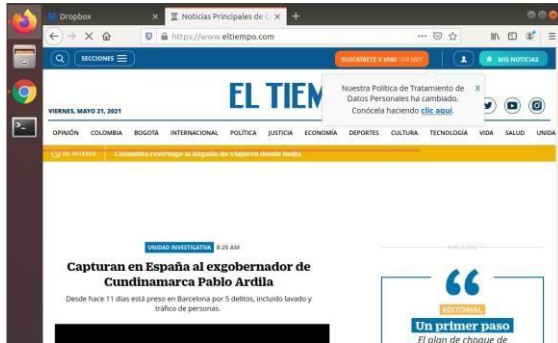 Dropbox
Noticias Principales de C
https://www.eltiempo.com
SECCIONES
SUSCRÍBETE X $900
MIS NOTICIAS
Nuestra Política de Tratamiento de X
Datos Personales ha cambiado.
Conócela haciendo clic aquí.
EL TIEM
VIERNES, MAYO 21, 2021
OPINIÓN COLOMBIA BOGOTÁ INTERNACIONAL POLÍTICA JUSTICIA ECONOMÍA DEPORTES CULTURA TECNOLOGÍA VIDA SALUD UNIDA
DE INTERÉS Colombia restringe la llegada de viajeros desde India
UNIDAD INVESTIGATIVA 8:26 AM
Capturan en España al exgobernador de
Cundinamarca Pablo Ardila
Desde hace 11 días está preso en Barcelona por 5 delitos, incluido lavado y
tráfico de personas.
EDITORIAL
Un primer paso
El plan de choque de